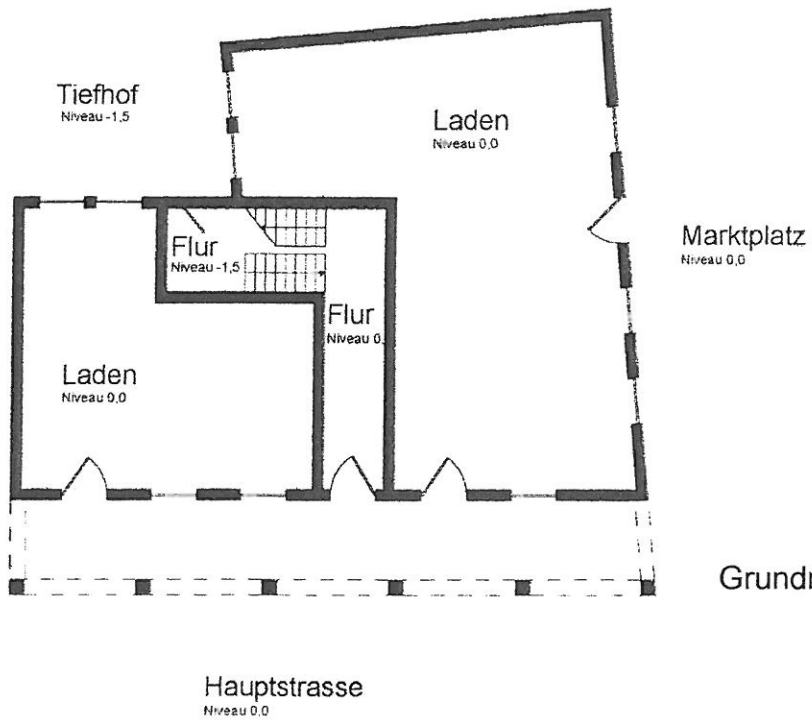 Tiefhof
Niveau -1,5
Laden
Niveau 0,0
Marktplatz
Niveau 0,0
Flur
Niveau -1,5
Flur
Niveau 0,
Laden
Niveau 0,0
Hauptstrasse
Niveau 0,0